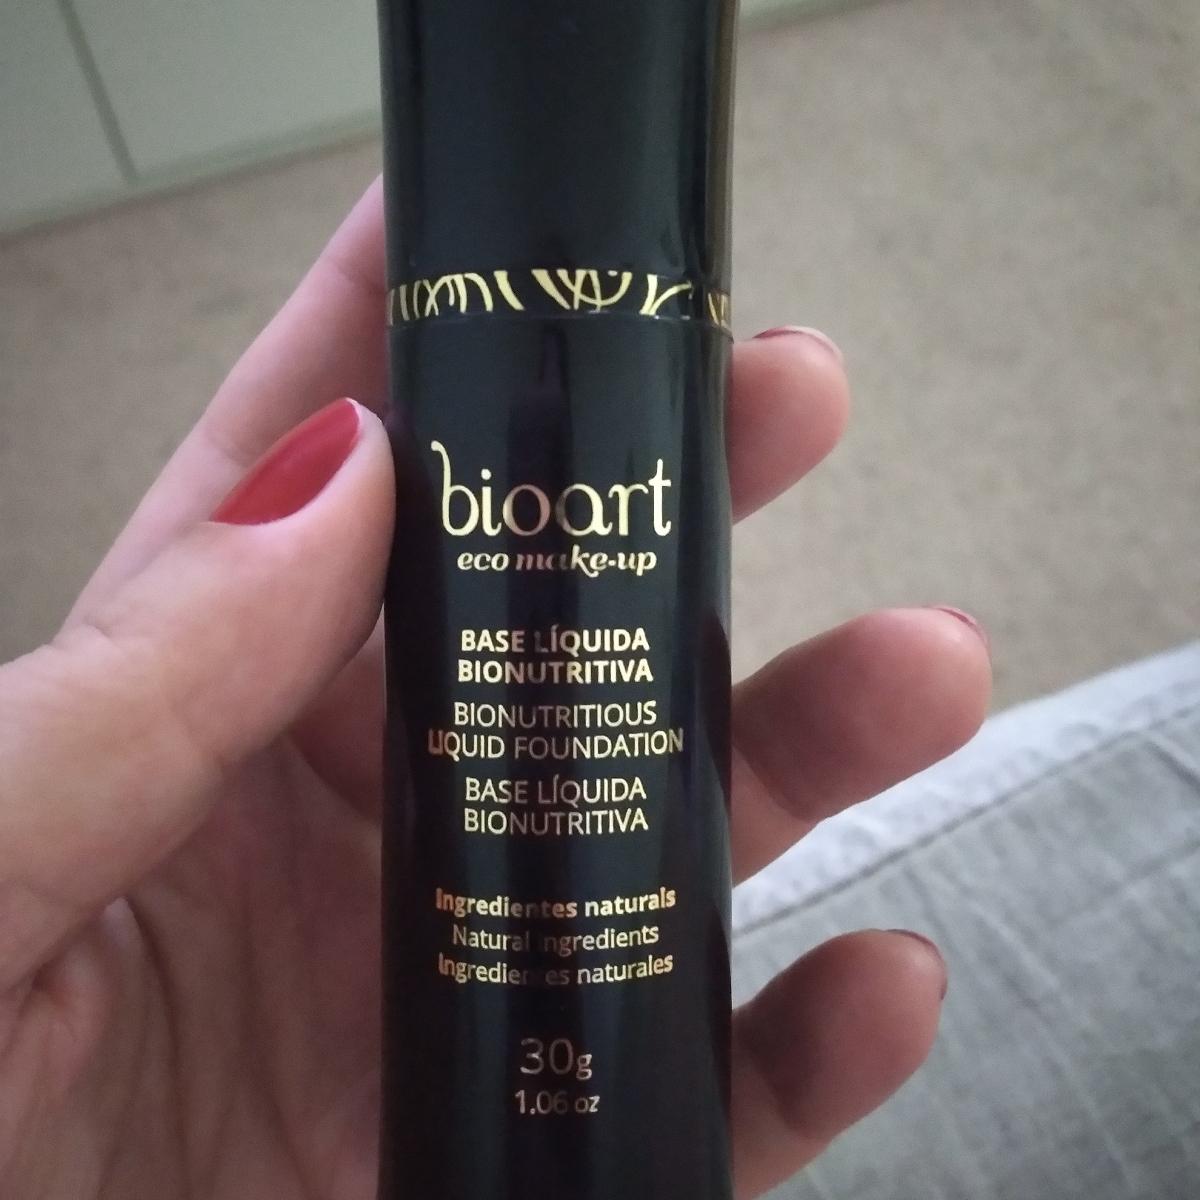 bioart
eco make-up
BASE LÍQUIDA
BIONUTRITIVA
BIONUTRITIOUS
LIQUID FOUNDATION
BASE LÍQUIDA
BIONUTRITIVA
Ingredientes naturais
Natural ingredients
Ingredientes naturales
30g
1.06 oz